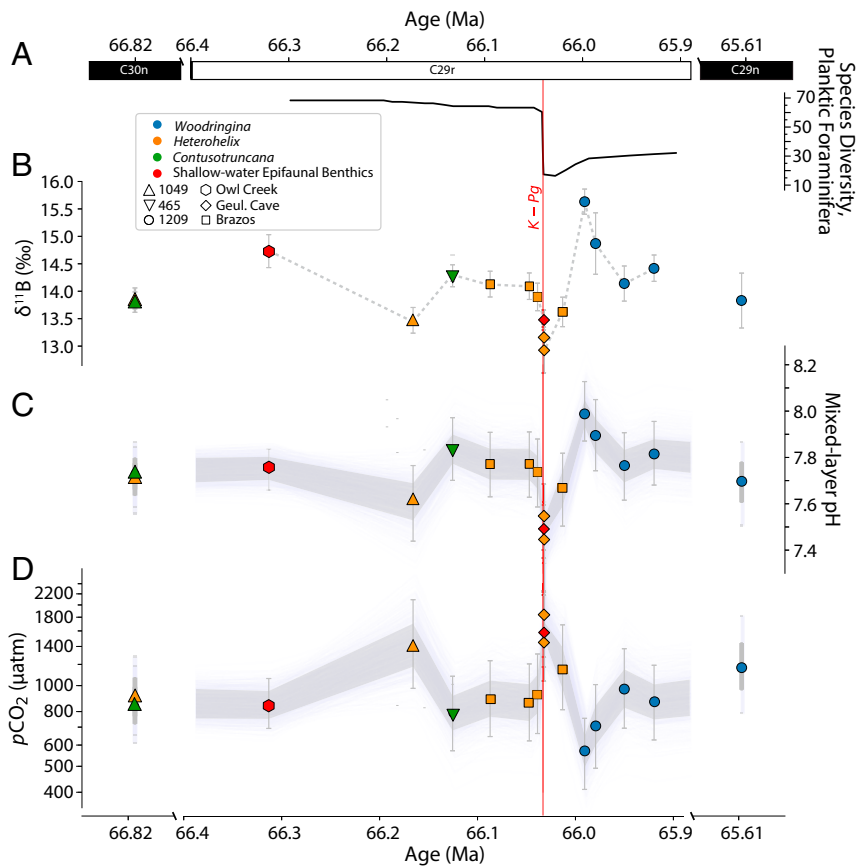 Age (Ma)
66.82 66.4 66.3 66.2 66.1 66.0 65.9 65.61
A
C30n C29r C29n
Species Diversity,
Planktic Foraminifera
70
50
30
10
Woodringina
Heterohelix
Contusotruncana
Shallow-water Epifaunal Benthics
1049 Owl Creek
465 Geul. Cave
1209 Brazos
K – Pg
B
δ¹¹B (‰)
16.0
15.5
15.0
14.5
14.0
13.5
13.0
C
Mixed-layer pH
8.2
8.0
7.8
7.6
7.4
D
pCO₂ (µatm)
2200
1800
1400
1000
800
600
500
400
66.82 66.4 66.3 66.2 66.1 66.0 65.9 65.61
Age (Ma)